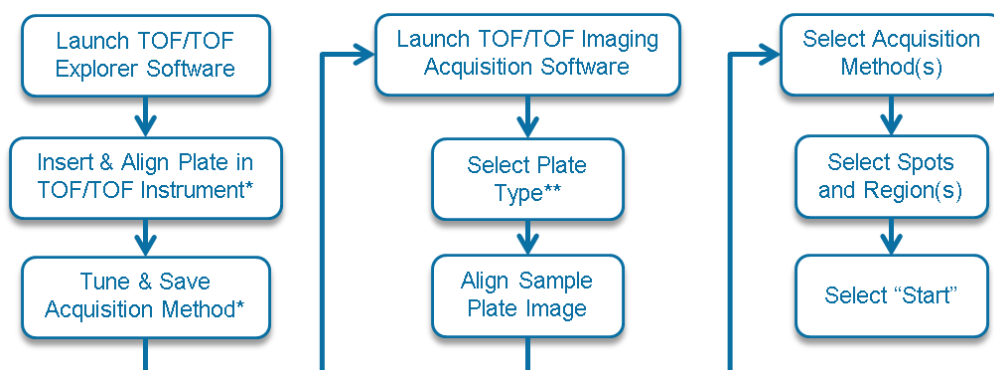 Launch TOF/TOF
Explorer Software
Insert & Align Plate in
TOF/TOF Instrument*
Tune & Save
Acquisition Method*
Launch TOF/TOF Imaging
Acquisition Software
Select Plate
Type**
Align Sample
Plate Image
Select Acquisition
Method(s)
Select Spots
and Region(s)
Select “Start”